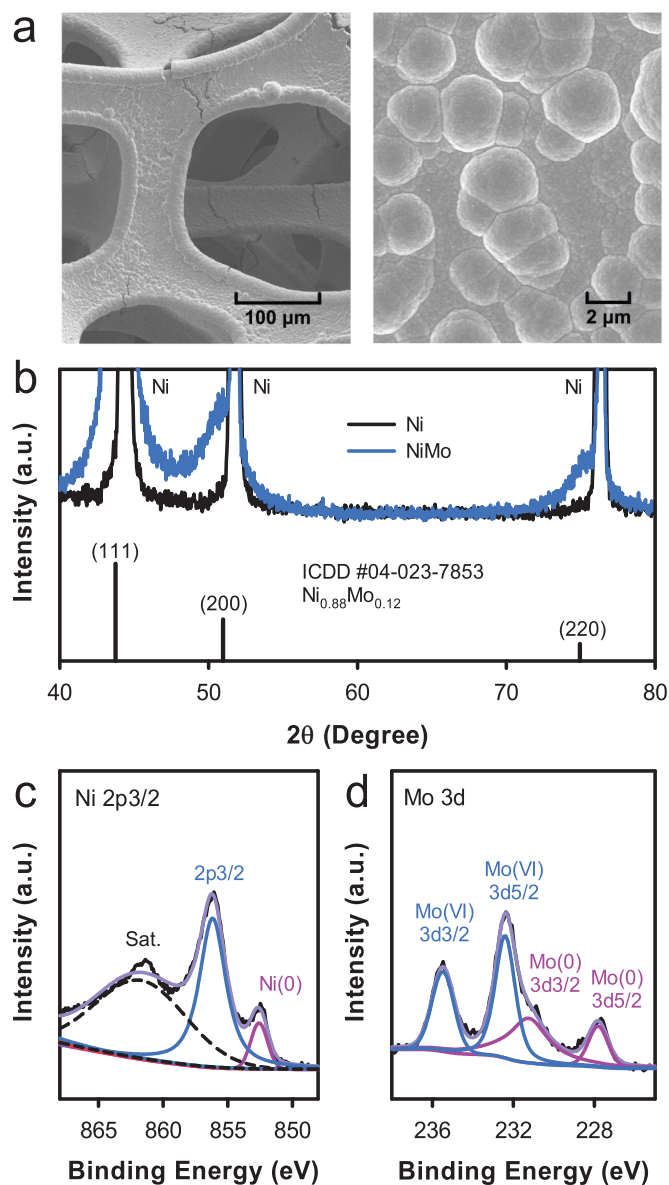 a
100 µm
2 µm
b
Ni
Ni
Ni
Ni
NiMo
Intensity (a.u.)
(111)
(200)
(220)
ICDD #04-023-7853
Ni0.88Mo0.12
40
50
60
70
80
2θ (Degree)
c
Ni 2p3/2
2p3/2
Sat.
Ni(0)
Intensity (a.u.)
865
860
855
850
Binding Energy (eV)
d
Mo 3d
Mo(VI)
3d5/2
Mo(VI)
3d3/2
Mo(0)
3d3/2
Mo(0)
3d5/2
Intensity (a.u.)
236
232
228
Binding Energy (eV)